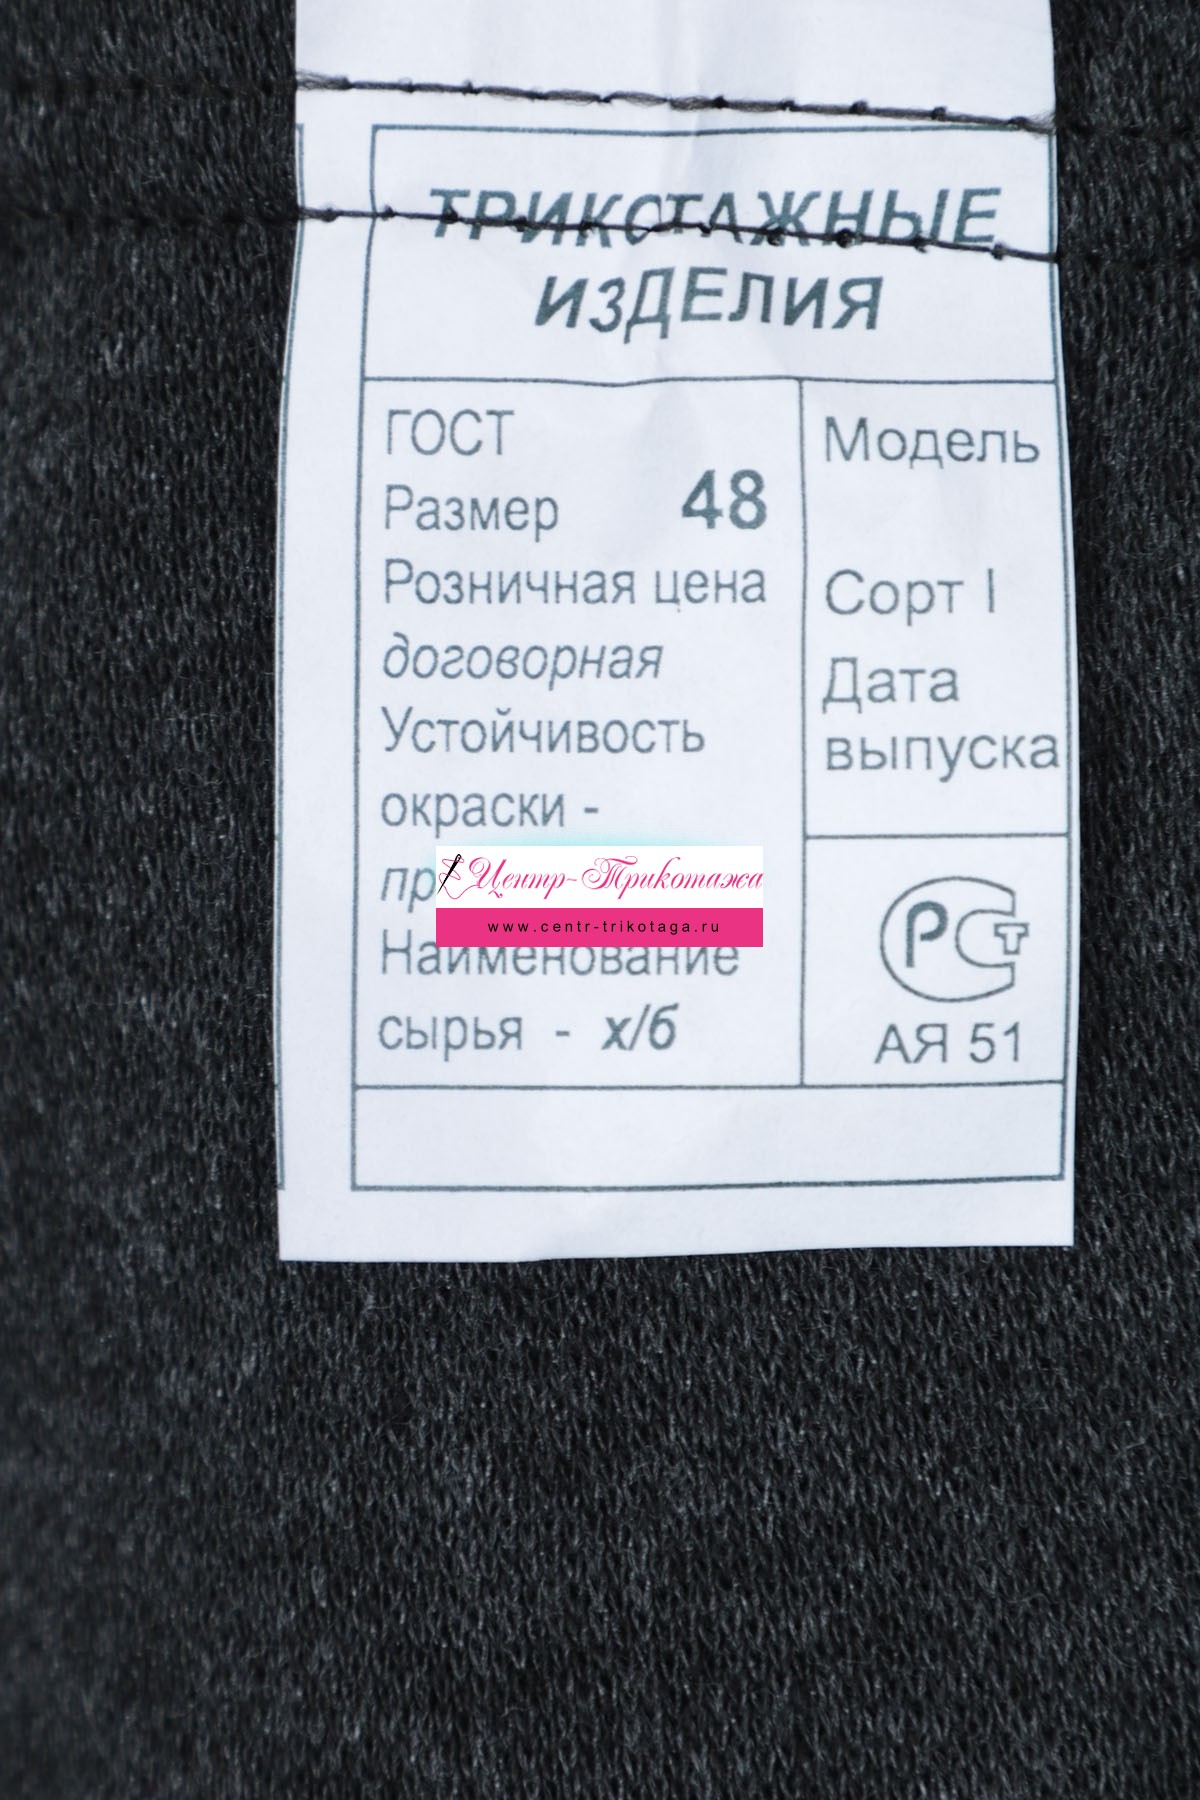 ТРИКОТАЖНЫЕ
ИЗДЕЛИЯ
ГОСТ
Размер 48
Розничная цена
договорная
Устойчивость
окраски -
Наименование
сырья - х/б
Модель
Сорт I
Дата
выпуска
РСТ
АЯ 51
Центр-Трикотажа
www.centr-trikotaga.ru